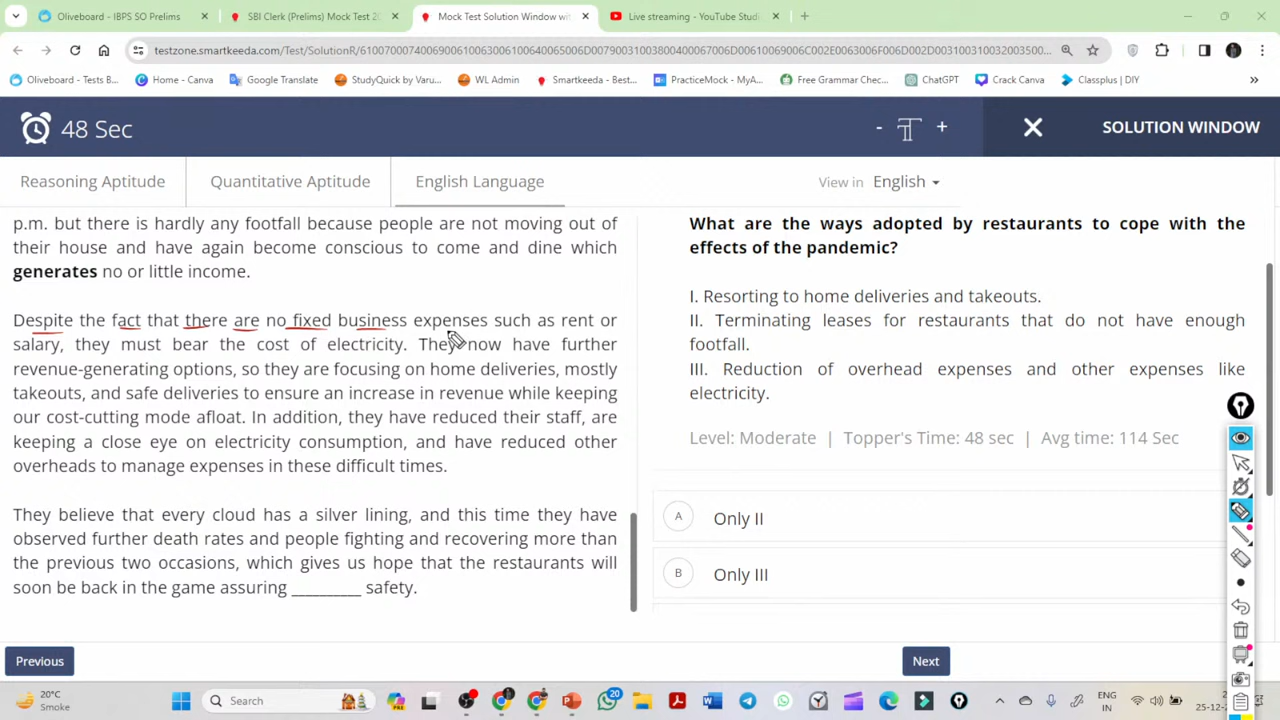 Oliveboard - IBPS SO Prelims
SBI Clerk (Prelims) Mock Test 20
Mock Test Solution Window wit
Live streaming - YouTube Studi
testzone.smartkeeda.com/Test/SolutionR/
Oliveboard - Tests B...
Home - Canva
Google Translate
StudyQuick by Varu...
WL Admin
Smartkeeda - Best...
PracticeMock - MyA...
Free Grammar Chec...
ChatGPT
Crack Canva
Classplus | DIY
48 Sec
- T +
SOLUTION WINDOW
Reasoning Aptitude
Quantitative Aptitude
English Language
View in English
p.m. but there is hardly any footfall because people are not moving out of
their house and have again become conscious to come and dine which
generates no or little income.
Despite the fact that there are no fixed business expenses such as rent or
salary, they must bear the cost of electricity. They now have further
revenue-generating options, so they are focusing on home deliveries, mostly
takeouts, and safe deliveries to ensure an increase in revenue while keeping
our cost-cutting mode afloat. In addition, they have reduced their staff, are
keeping a close eye on electricity consumption, and have reduced other
overheads to manage expenses in these difficult times.
They believe that every cloud has a silver lining, and this time they have
observed further death rates and people fighting and recovering more than
the previous two occasions, which gives us hope that the restaurants will
soon be back in the game assuring __________ safety.
What are the ways adopted by restaurants to cope with the
effects of the pandemic?
I. Resorting to home deliveries and takeouts.
II. Terminating leases for restaurants that do not have enough
footfall.
III. Reduction of overhead expenses and other expenses like
electricity.
Level: Moderate | Topper's Time: 48 sec | Avg time: 114 Sec
A Only II
B Only III
Previous
Next
20°C
Smoke
Search
20
ENG
IN
25-12-